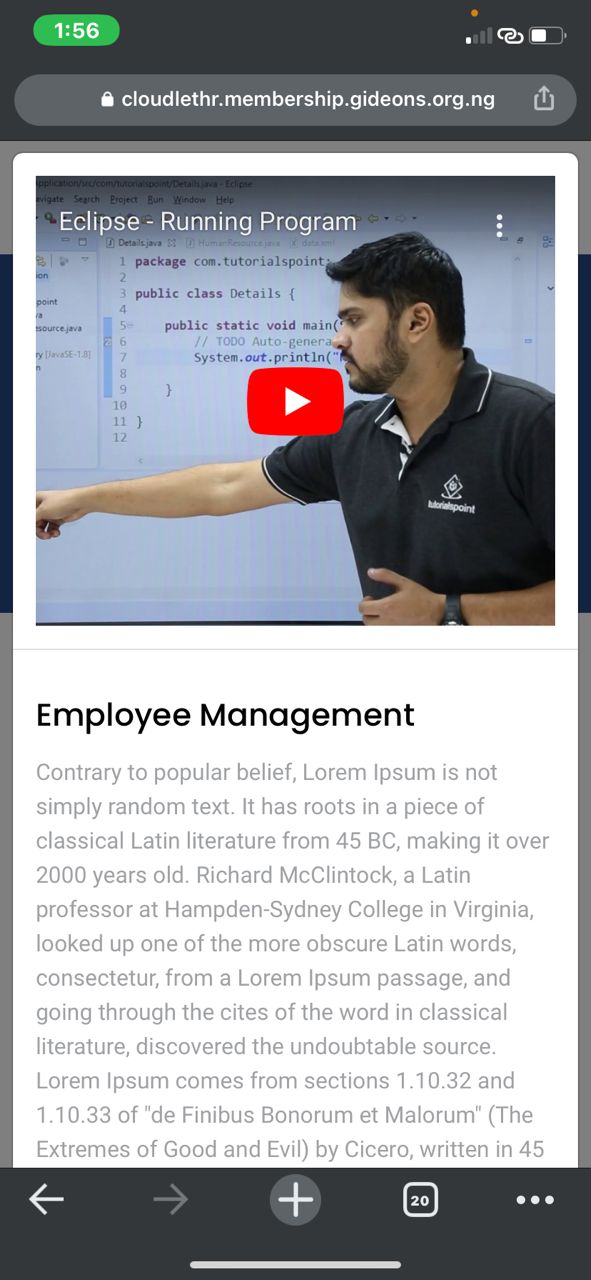 1:56
cloudlethr.membership.gideons.org.ng
pplication/src/com/tutorialspoint/Details.java - Eclipse
avigate Search Project Run Window Help
Eclipse - Running Program
Details.java HumanResource.java data.xml
1 package com.tutorialspoint;
2
3 public class Details {
4
5 public static void main(
6 // TODO Auto-genera
7 System.out.println("
8
9 }
10
11 }
12
ion
point
va
esource.java
ry [JavaSE-1.8]
n
tutorialspoint
Employee Management
Contrary to popular belief, Lorem Ipsum is not
simply random text. It has roots in a piece of
classical Latin literature from 45 BC, making it over
2000 years old. Richard McClintock, a Latin
professor at Hampden-Sydney College in Virginia,
looked up one of the more obscure Latin words,
consectetur, from a Lorem Ipsum passage, and
going through the cites of the word in classical
literature, discovered the undoubtable source.
Lorem Ipsum comes from sections 1.10.32 and
1.10.33 of "de Finibus Bonorum et Malorum" (The
Extremes of Good and Evil) by Cicero, written in 45
20